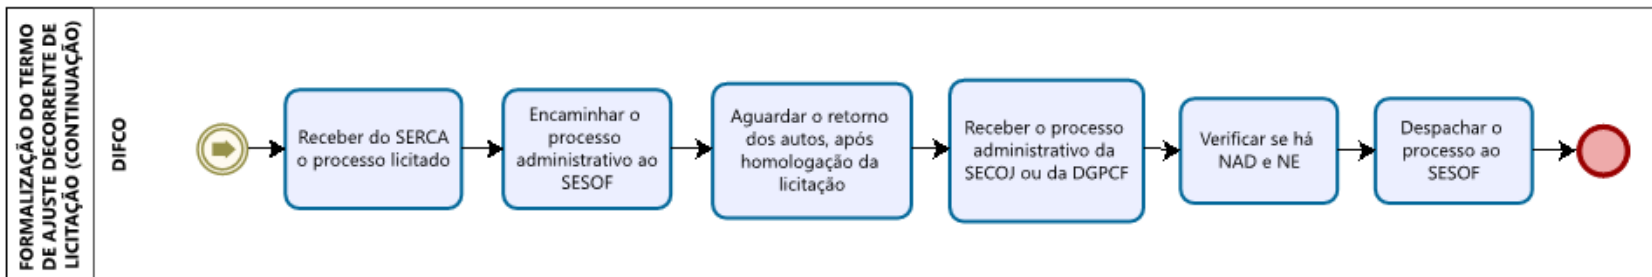 FORMALIZAÇÃO DO TERMO
DE AJUSTE DECORRENTE DE
LICITAÇÃO (CONTINUAÇÃO)
DIFCO
Receber do SERCA
o processo licitado
Encaminhar o
processo
administrativo ao
SESOF
Aguardar o retorno
dos autos, após
homologação da
licitação
Receber o processo
administrativo da
SECOJ ou da DGPCF
Verificar se há
NAD e NE
Despachar o
processo ao
SESOF